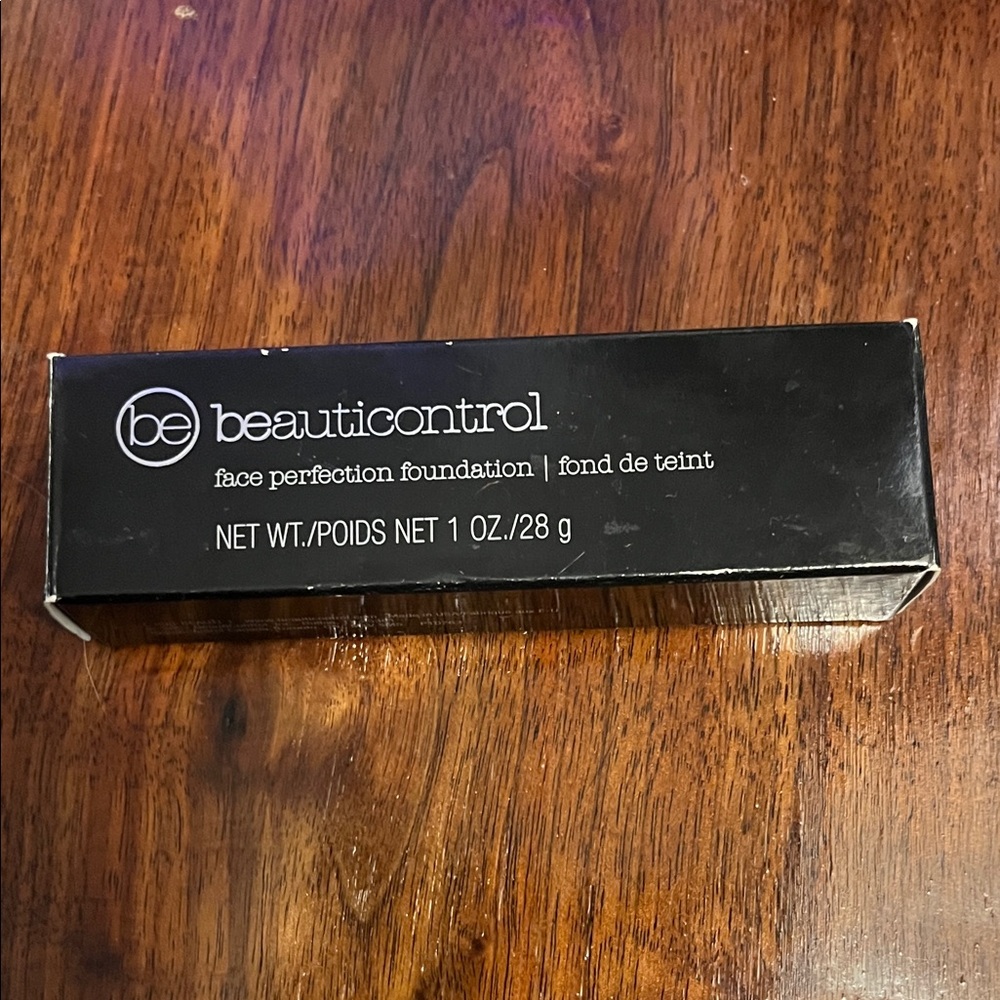 be beauticontrol
face perfection foundation | fond de teint
NET WT./POIDS NET 1 OZ./28 g